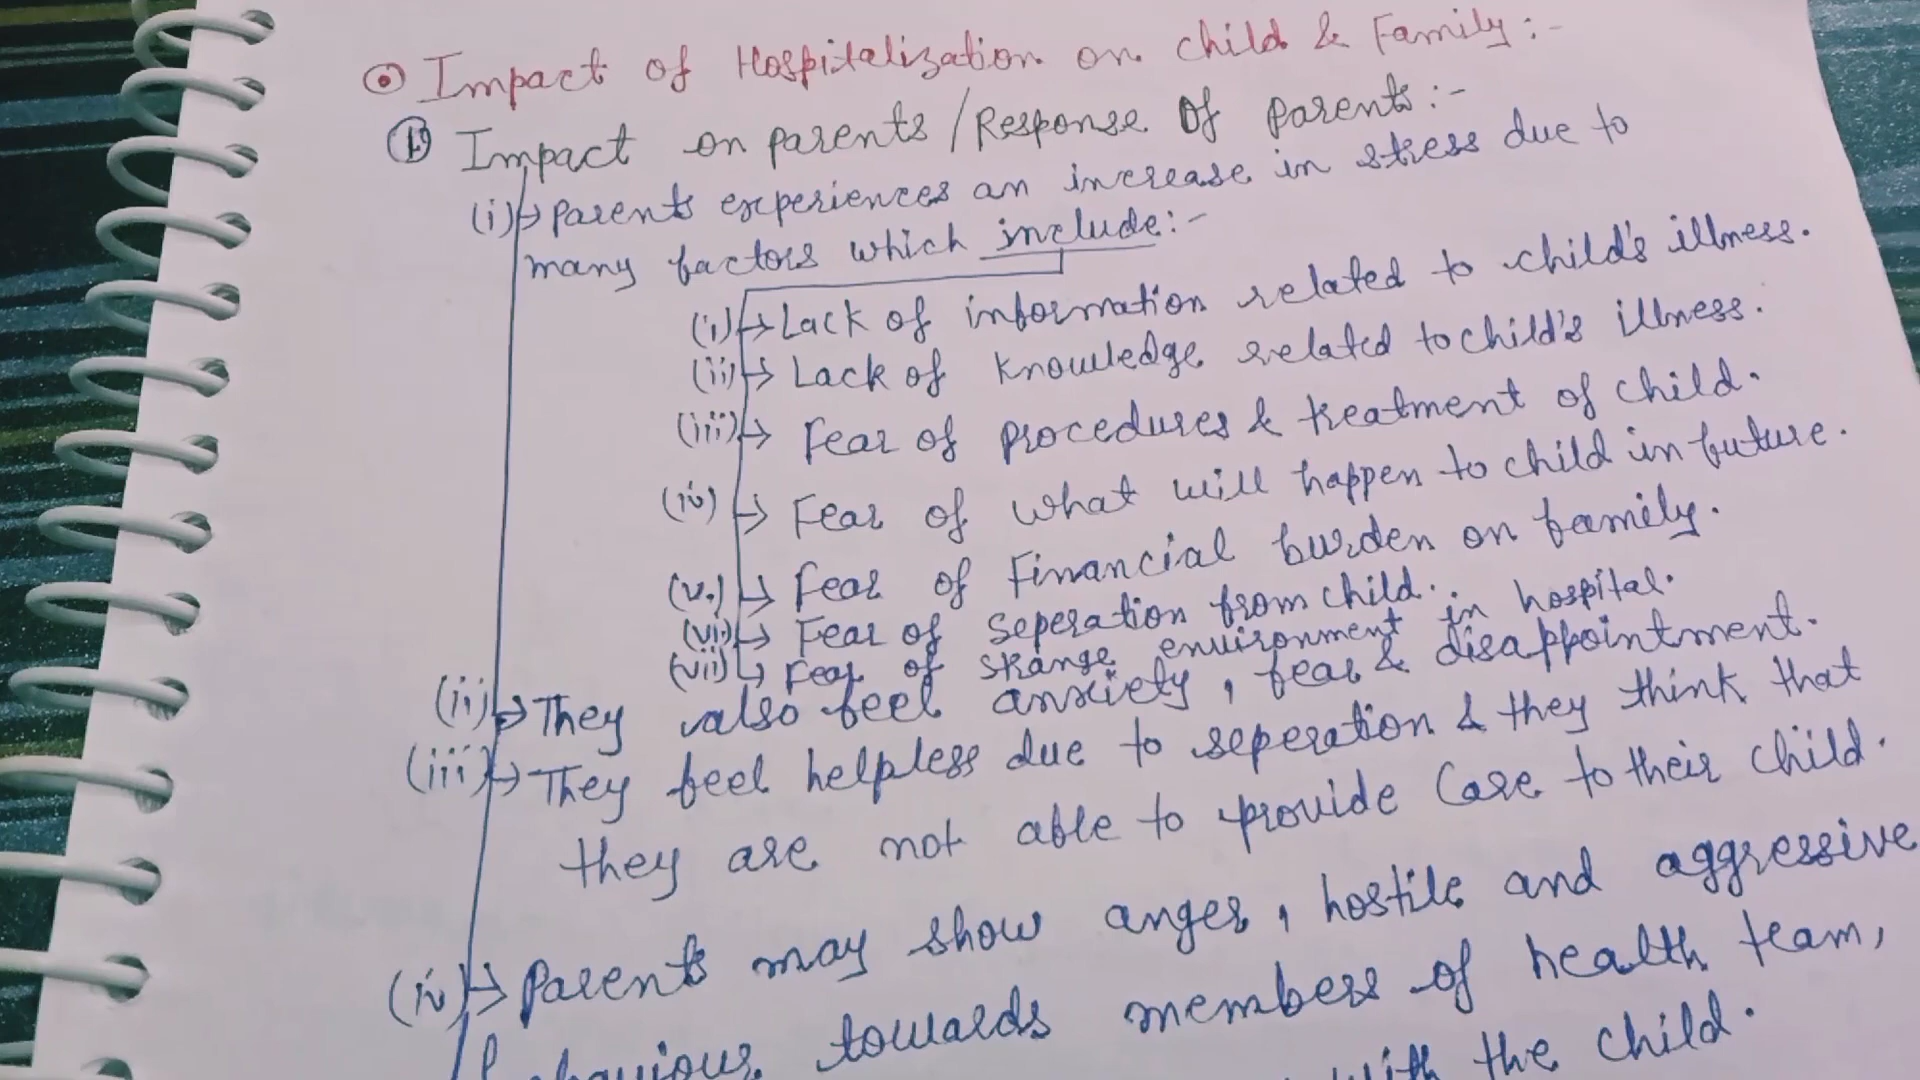 ⊙ Impact of Hospitalization on child & Family:-
① Impact on parents / Response of parents:-
(i) → parents experiences an increase in stress due to
many factors which include:-
(i) → Lack of information related to child's illness.
(ii) → Lack of knowledge related to child's illness.
(iii) → Fear of procedures & treatment of child.
(iv) → Fear of what will happen to child in future.
(v.) → Fear of Financial burden on family.
(vi) → Fear of seperation from child.
(vii) → Fear of strange environment in hospital.
(ii) → They also feel anxiety, fear & disappointment.
(iii) → They feel helpless due to seperation & they think that
they are not able to provide care to their child.
(iv) → Parents may show anger, hostile and aggressive
towards members of health team,
with the child.